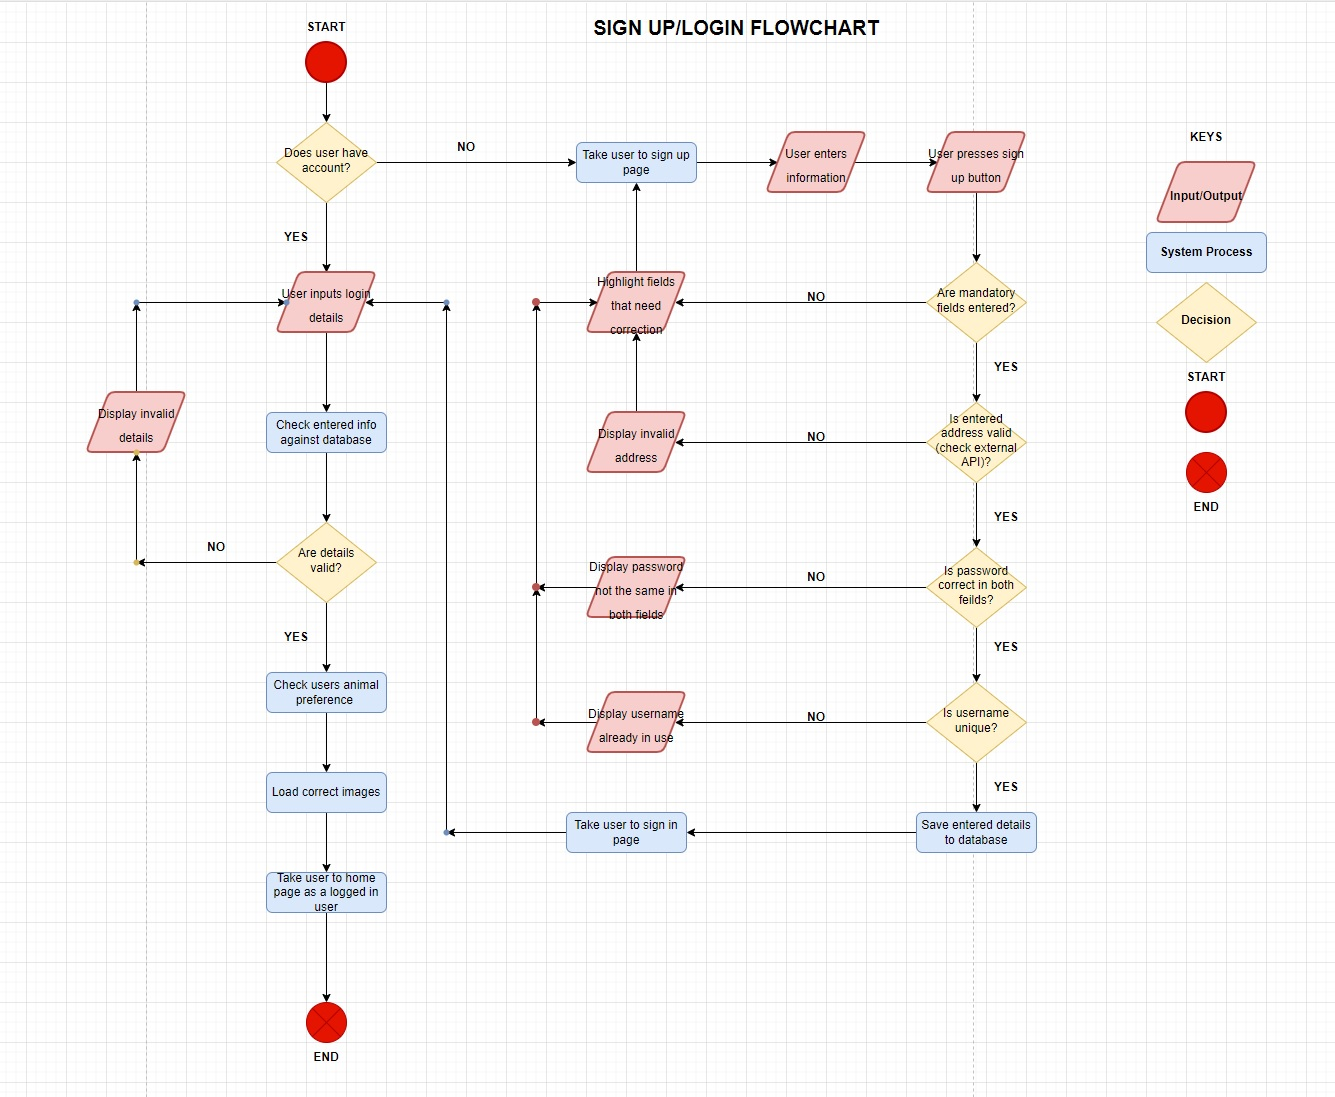 SIGN UP/LOGIN FLOWCHART
START
Does user have
account?
NO
Take user to sign up
page
User enters
information
User presses sign
up button
KEYS
Input/Output
System Process
Decision
START
END
YES
User inputs login
details
Highlight fields
that need
correction
NO
Are mandatory
fields entered?
YES
Display invalid
details
Check entered info
against database
Display invalid
address
NO
Is entered
address valid
(check external
API)?
YES
NO
Are details
valid?
Display password
not the same in
both fields
NO
Is password
correct in both
feilds?
YES
YES
Check users animal
preference
Display username
already in use
NO
Is username
unique?
YES
Load correct images
Take user to sign in
page
Save entered details
to database
Take user to home
page as a logged in
user
END